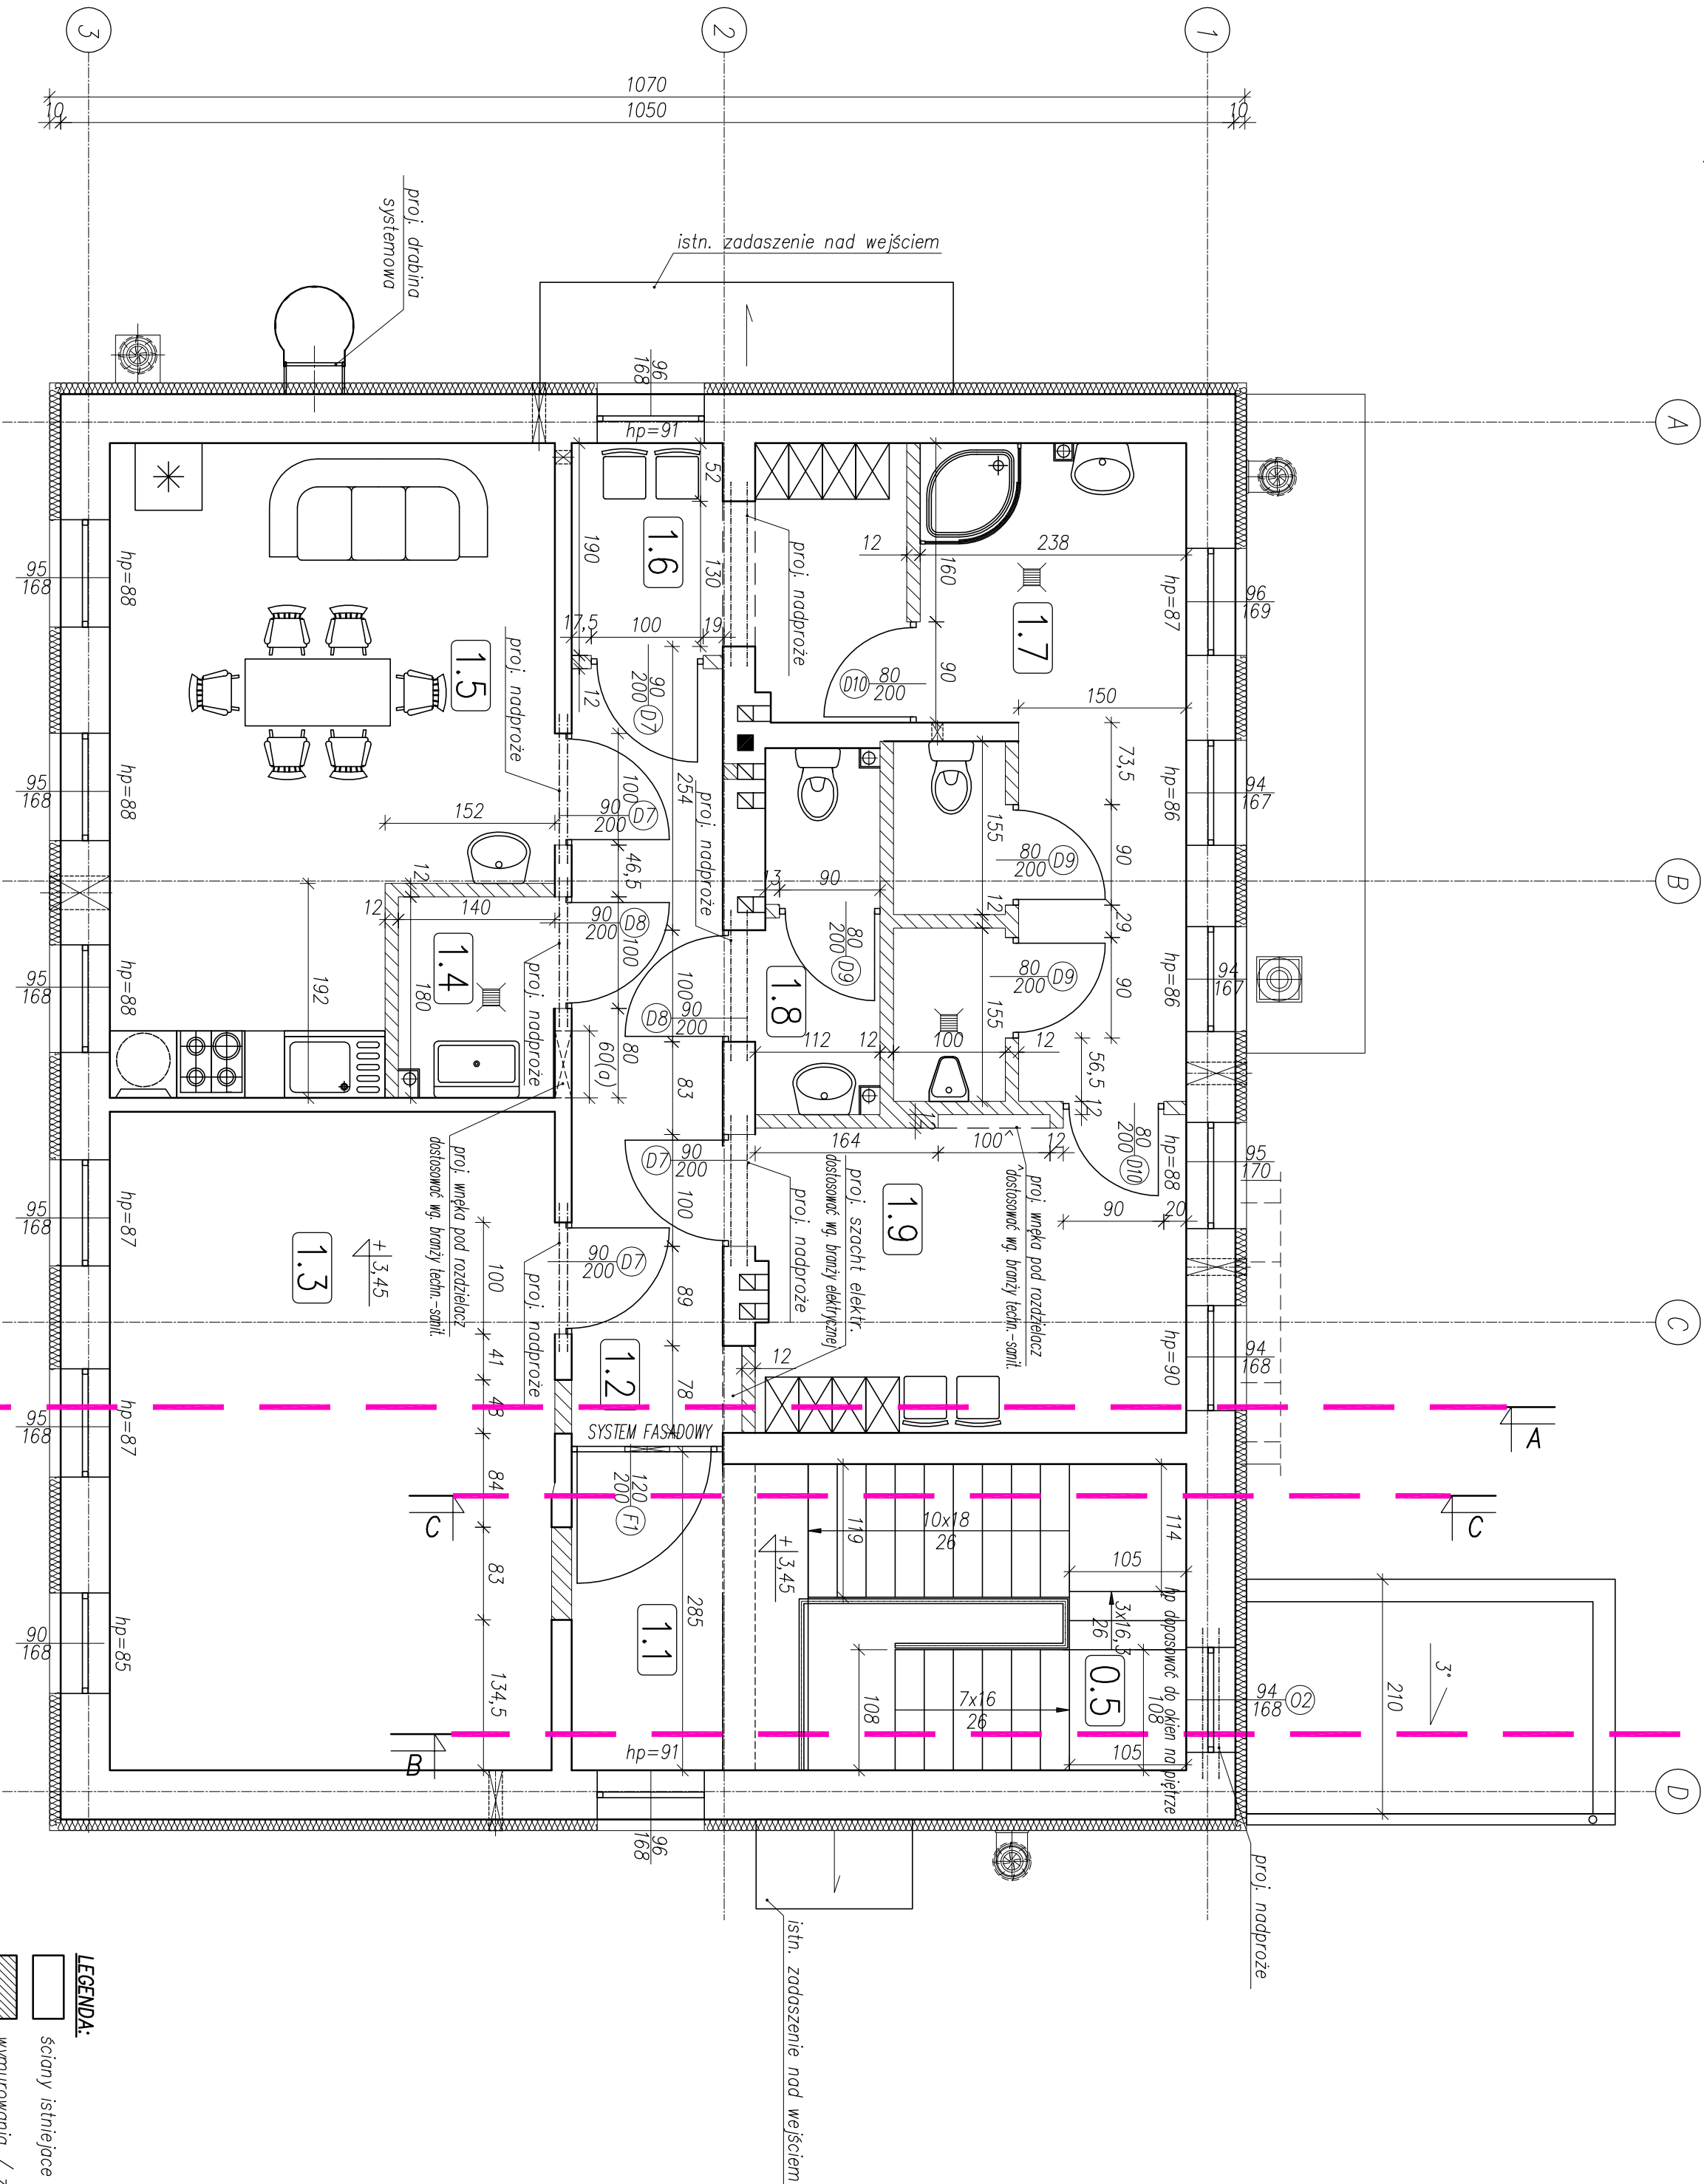 3
2
1
1070
1050
10
10
proj. drabina
systemowa
istn. zadaszenie nad wejściem
A
B
C
D
96
168
hp=91
52
190
1.6
130
12
238
160
proj. nadproże
hp=87
96
169
1.7
17,5
100
19
90
200
D7
12
D10
80
200
90
150
73,5
hp=88
95
168
1.5
proj. nadproże
152
100
90
200
D7
254
proj. nadproże
hp=86
94
167
155
80
200
D9
90
hp=88
95
168
46,5
13
90
12
29
12
140
12
90
200
D8
100
80
200
D9
80
200
D9
90
hp=86
94
167
1.4
proj. nadproże
180
192
hp=88
95
168
100
D8
90
200
1.8
155
80
60(a)
83
112
12
100
12
56,5
12
12
80
200
D10
hp=88
95
170
164
100^
12
proj. wnęka pod rozdzielacz
dostosować wg. branży techn.-sanit.
D7
90
200
100
proj. nadproże
proj. szacht elektr.
dostosować wg. branży elektrycznej
1.9
^proj. wnęka pod rozdzielacz
dostosować wg. branży techn.-sanit.
90
20
hp=87
95
168
1.3
+3,45
100
proj. nadproże
90
200
D7
89
1.2
41
78
12
hp=90
94
168
hp=87
95
168
43
SYSTEM FASADOWY
A
84
120
200
F1
C
C
119
10x18
26
114
105
83
285
+3,45
3x16,3
26
hp dopasować do okien na piętrze
hp=85
90
168
134,5
1.1
108
7x16
26
0.5
108
105
94
168
O2
3°
210
B
hp=91
96
168
proj. nadproże
istn. zadaszenie nad wejściem
LEGENDA:
ściany istniejące
wymurowania /